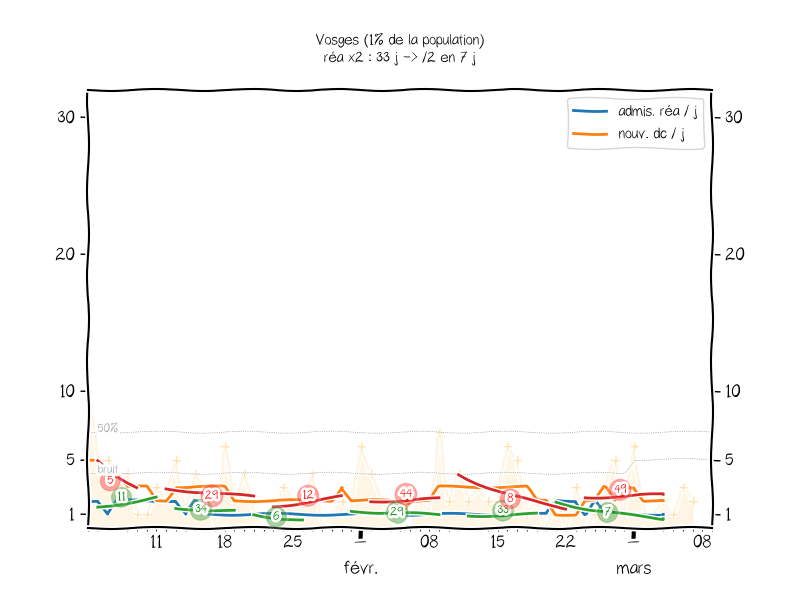 Vosges (1% de la population)
réa x2 : 33 j -> /2 en 7 j
admis. réa / j
nouv. dc / j
30 30
20 20
10 10
50%
5 5
bruit
5 11 34 29 6 12 29 44 33 8 7 49
1 1
11 18 25 1 08 15 22 1 08
févr. mars